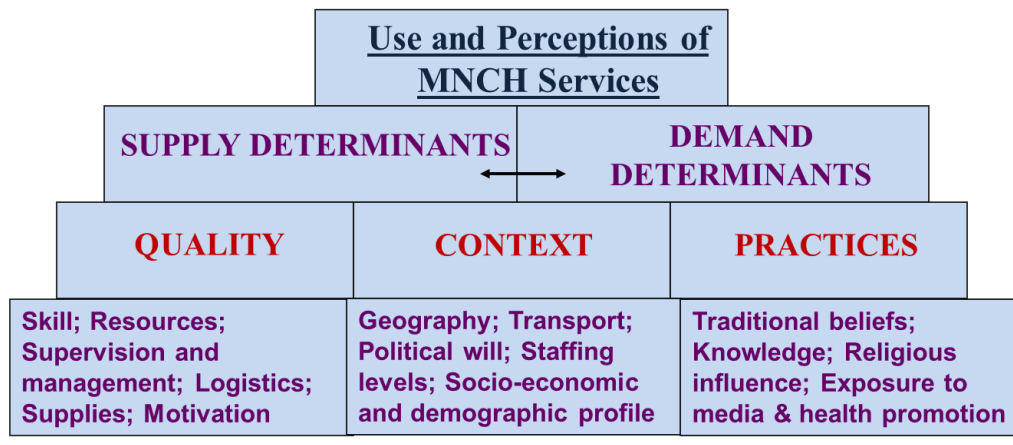 Use and Perceptions of
MNCH Services
SUPPLY DETERMINANTS
DEMAND
DETERMINANTS
QUALITY
CONTEXT
PRACTICES
Skill; Resources;
Supervision and
management; Logistics;
Supplies; Motivation
Geography; Transport;
Political will; Staffing
levels; Socio-economic
and demographic profile
Traditional beliefs;
Knowledge; Religious
influence; Exposure to
media & health promotion